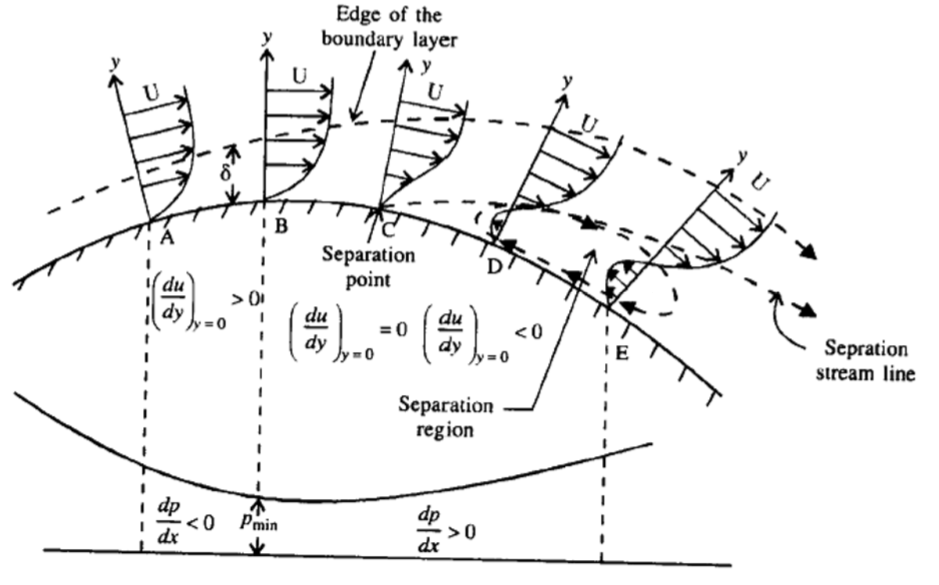 Edge of the
boundary layer
y
U
y
U
y
U
y
U
y
U
δ
A
B
C
D
E
Separation
point
(du/dy)y=0 > 0
(du/dy)y=0 = 0
(du/dy)y=0 < 0
Sepration
stream line
Separation
region
dp/dx < 0
pmin
dp/dx > 0